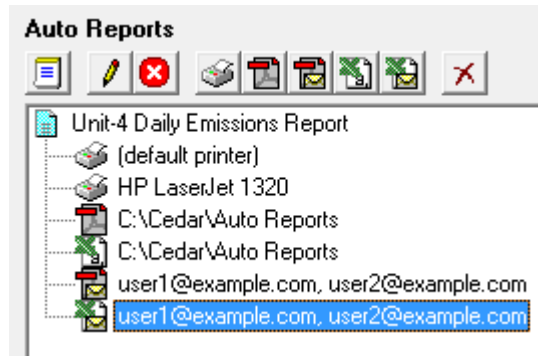 Auto Reports
Unit-4 Daily Emissions Report
(default printer)
HP LaserJet 1320
C:\Cedar\Auto Reports
C:\Cedar\Auto Reports
user1@example.com, user2@example.com
user1@example.com, user2@example.com